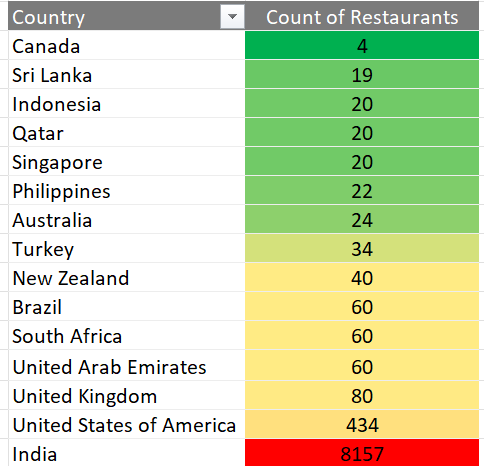 Country Count of Restaurants
Canada 4
Sri Lanka 19
Indonesia 20
Qatar 20
Singapore 20
Philippines 22
Australia 24
Turkey 34
New Zealand 40
Brazil 60
South Africa 60
United Arab Emirates 60
United Kingdom 80
United States of America 434
India 8157